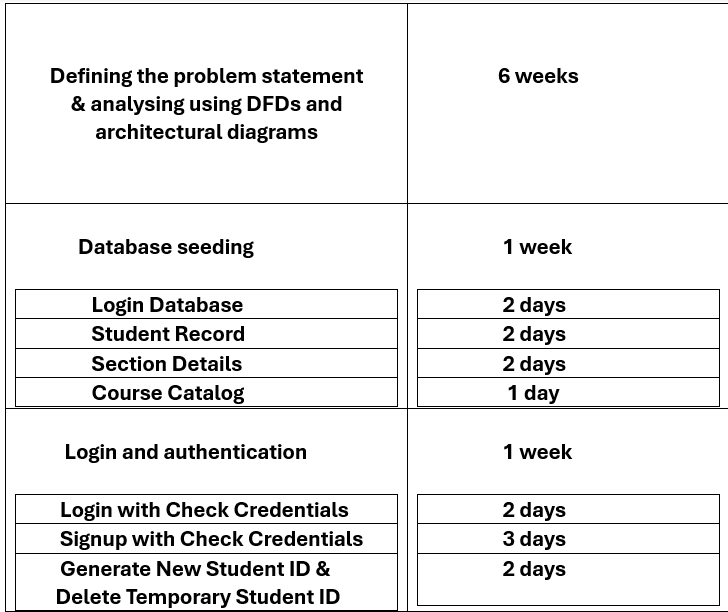 Defining the problem statement
& analysing using DFDs and
architectural diagrams
6 weeks
Database seeding
1 week
Login Database
2 days
Student Record
2 days
Section Details
2 days
Course Catalog
1 day
Login and authentication
1 week
Login with Check Credentials
2 days
Signup with Check Credentials
3 days
Generate New Student ID &
Delete Temporary Student ID
2 days